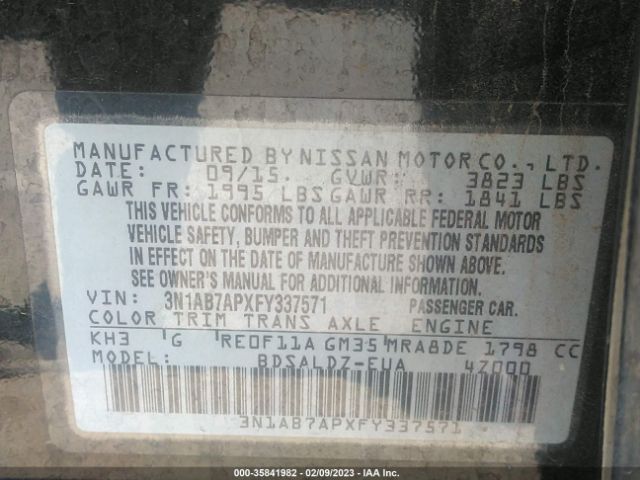 MANUFACTURED BY NISSAN MOTOR CO., LTD.
DATE: 09/15. GVWR: 3823 LBS
GAWR FR: 1995 LBS GAWR RR: 1841 LBS
THIS VEHICLE CONFORMS TO ALL APPLICABLE FEDERAL MOTOR
VEHICLE SAFETY, BUMPER AND THEFT PREVENTION STANDARDS
IN EFFECT ON THE DATE OF MANUFACTURE SHOWN ABOVE.
SEE OWNER'S MANUAL FOR ADDITIONAL INFORMATION.
VIN: 3N1AB7APXFY337571 PASSENGER CAR.
COLOR TRIM TRANS AXLE ENGINE
KH3 G RE0F11A GM35 MRA8DE 1798 CC
MODEL: BDSALDZ-EUA 4Z000
3N1AB7APXFY337571
000-35841982 - 02/09/2023 - IAA Inc.